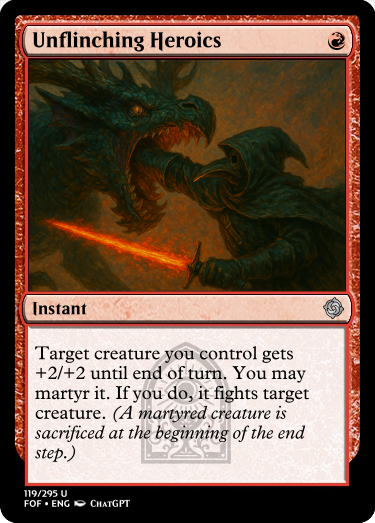 Unflinching Heroics
Instant
Target creature you control gets
+2/+2 until end of turn. You may
martyr it. If you do, it fights target
creature. (A martyred creature is
sacrificed at the beginning of the end
step.)
119/295 U
FOF • ENG ChatGPT